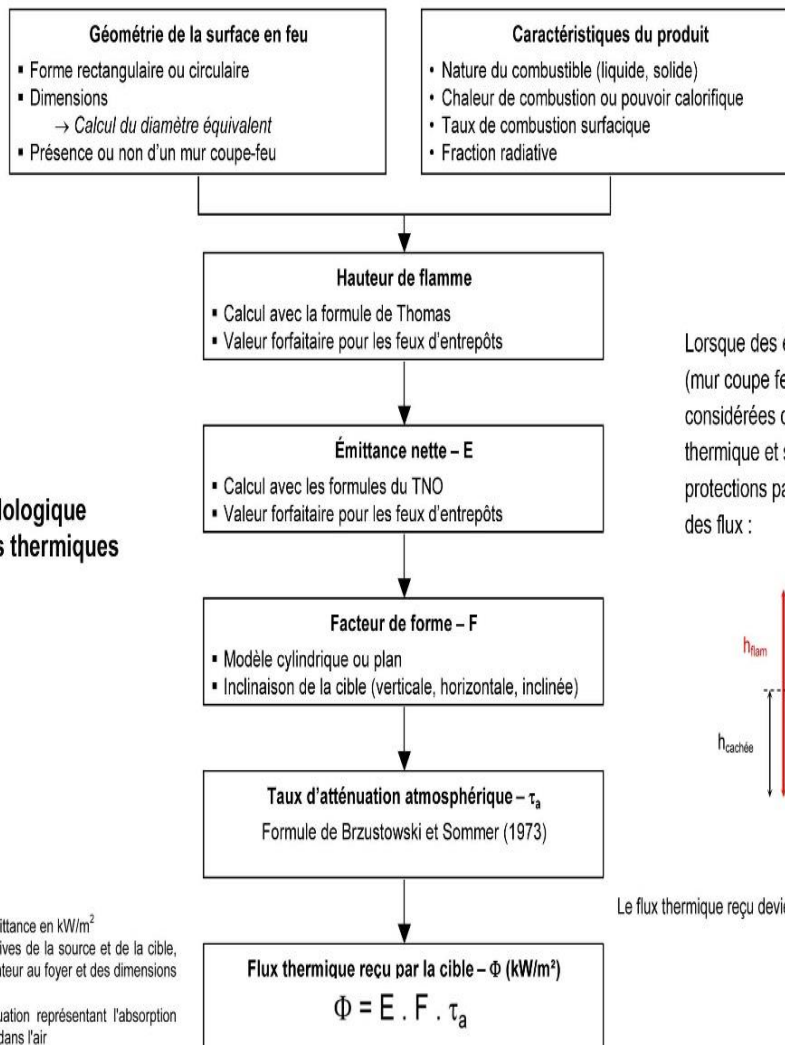 Géométrie de la surface en feu
▪ Forme rectangulaire ou circulaire
▪ Dimensions
→ Calcul du diamètre équivalent
▪ Présence ou non d'un mur coupe-feu
Caractéristiques du produit
• Nature du combustible (liquide, solide)
• Chaleur de combustion ou pouvoir calorifique
• Taux de combustion surfacique
• Fraction radiative
Hauteur de flamme
▪ Calcul avec la formule de Thomas
▪ Valeur forfaitaire pour les feux d'entrepôts
Émittance nette – E
▪ Calcul avec les formules du TNO
▪ Valeur forfaitaire pour les feux d'entrepôts
Facteur de forme – F
▪ Modèle cylindrique ou plan
▪ Inclinaison de la cible (verticale, horizontale, inclinée)
Taux d'atténuation atmosphérique – τa
Formule de Brzustowski et Sommer (1973)
Flux thermique reçu par la cible – Φ (kW/m²)
Φ = E . F . τa
dologique
s thermiques
ittance en kW/m²
ives de la source et de la cible,
ateur au foyer et des dimensions
uation représentant l'absorption
dans l'air
Lorsque des é
(mur coupe fe
considérées c
thermique et s
protections pa
des flux :
hflam
hcachée
Le flux thermique reçu devie